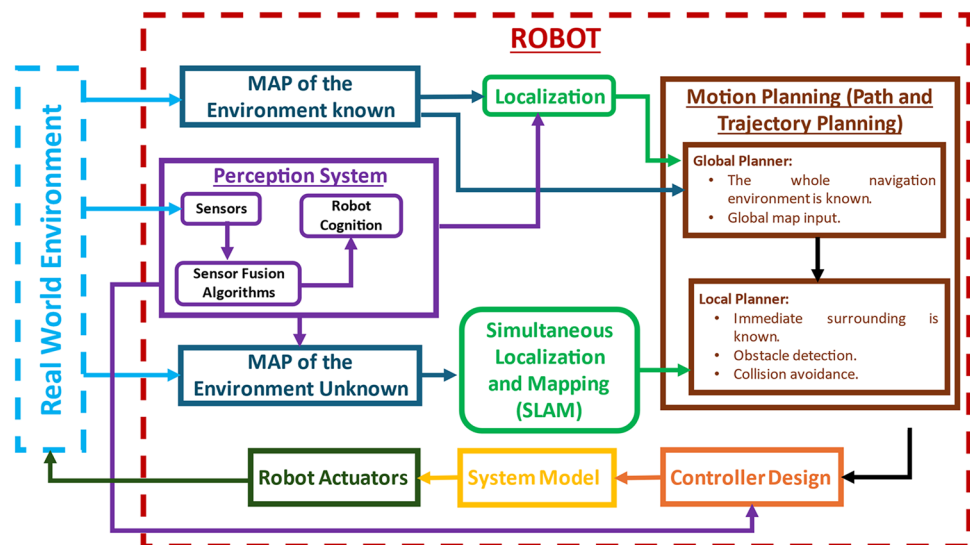 ROBOT
Real World Environment
MAP of the
Environment known
Localization
Motion Planning (Path and
Trajectory Planning)
Global Planner:
• The whole navigation
environment is known.
• Global map input.
Perception System
Sensors
Robot
Cognition
Sensor Fusion
Algorithms
Local Planner:
• Immediate surrounding is
known.
• Obstacle detection.
• Collision avoidance.
MAP of the
Environment Unknown
Simultaneous
Localization
and Mapping
(SLAM)
Robot Actuators
System Model
Controller Design